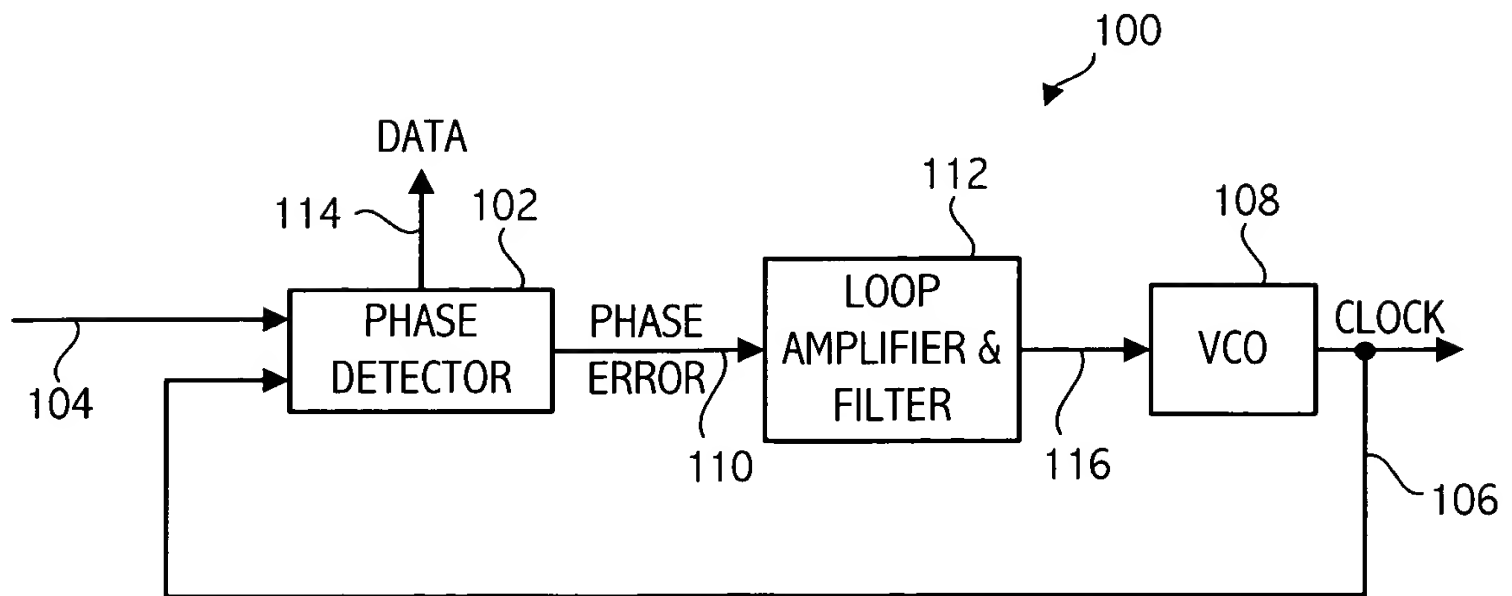 100
DATA
114
102
112
108
PHASE
DETECTOR
PHASE
ERROR
LOOP
AMPLIFIER &
FILTER
VCO
CLOCK
104
110
116
106